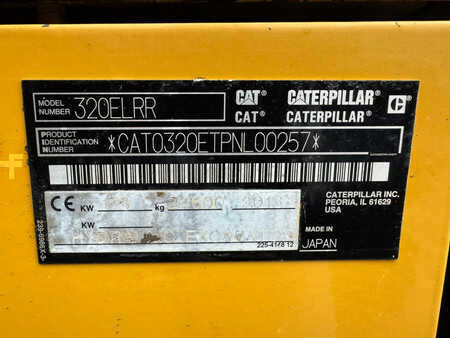 MODEL NUMBER 320ELRR
CAT CATERPILLAR C
CAT® CATERPILLAR®
PRODUCT IDENTIFICATION NUMBER *CAT0320ETPNL00257*
CE KW kg
KW
CATERPILLAR INC.
PEORIA, IL 61629
USA
MADE IN JAPAN